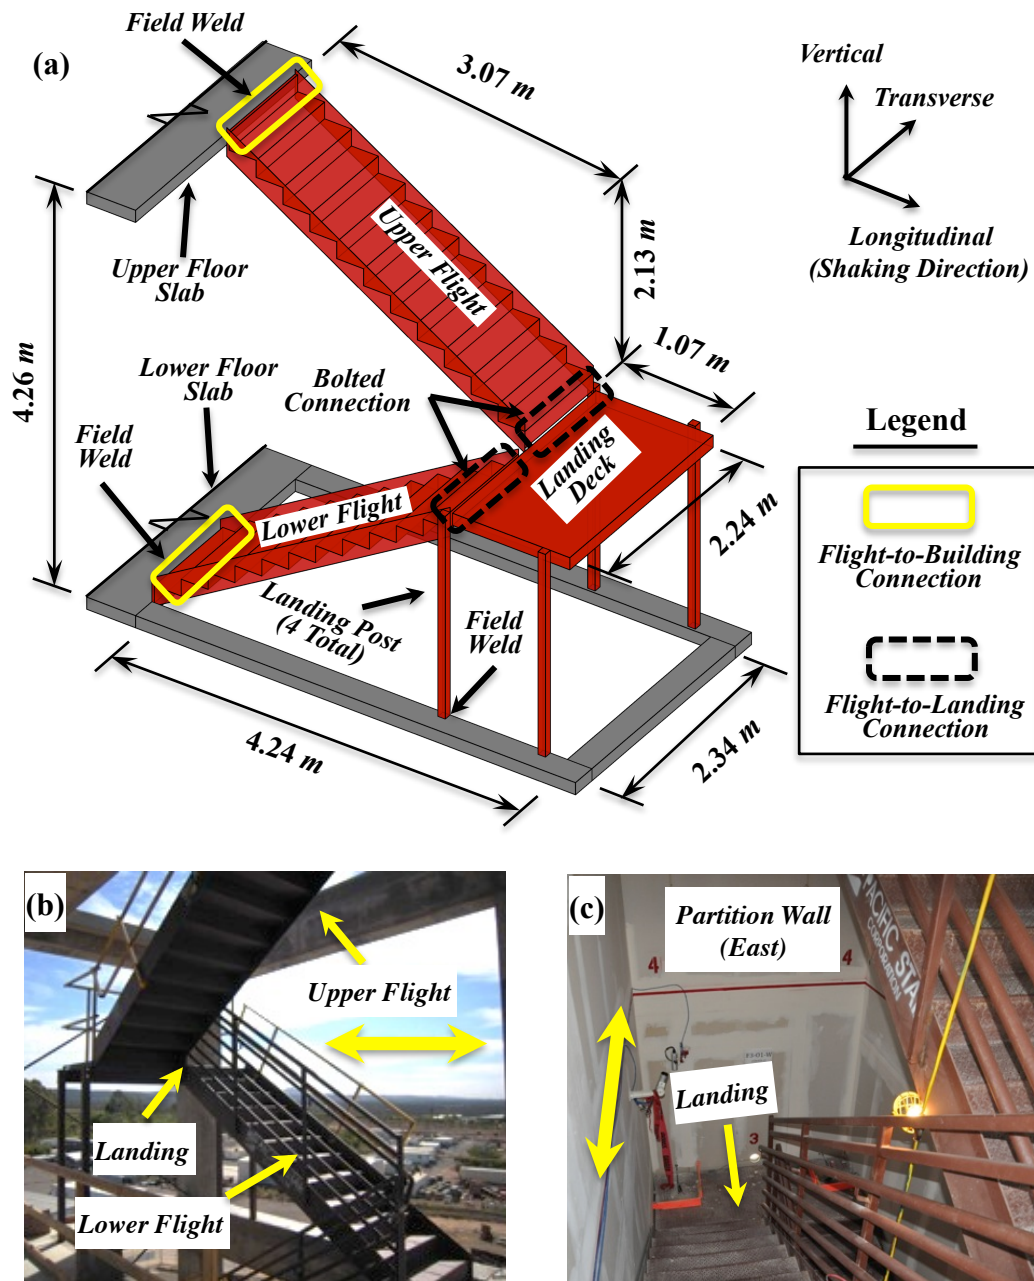 (a)
Field Weld
3.07 m
Vertical
Transverse
Longitudinal
(Shaking Direction)
Upper Floor
Slab
Upper Flight
2.13 m
4.26 m
1.07 m
Lower Floor
Slab
Bolted
Connection
Field
Weld
Lower Flight
Landing
Deck
2.24 m
Landing Post
(4 Total)
Field
Weld
4.24 m
2.34 m
Legend
Flight-to-Building
Connection
Flight-to-Landing
Connection
(b)
Upper Flight
Landing
Lower Flight
(c)
Partition Wall
(East)
4
4
PACIFIC STAI
CORPORATION
Landing
3